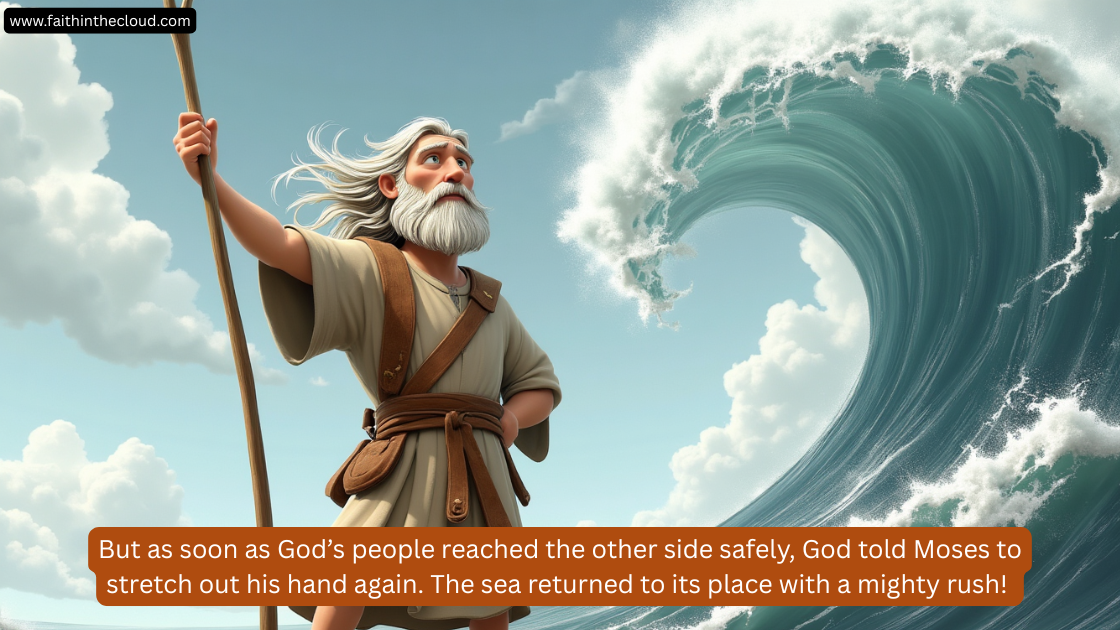 www.faithinthecloud.com
But as soon as God’s people reached the other side safely, God told Moses to
stretch out his hand again. The sea returned to its place with a mighty rush!